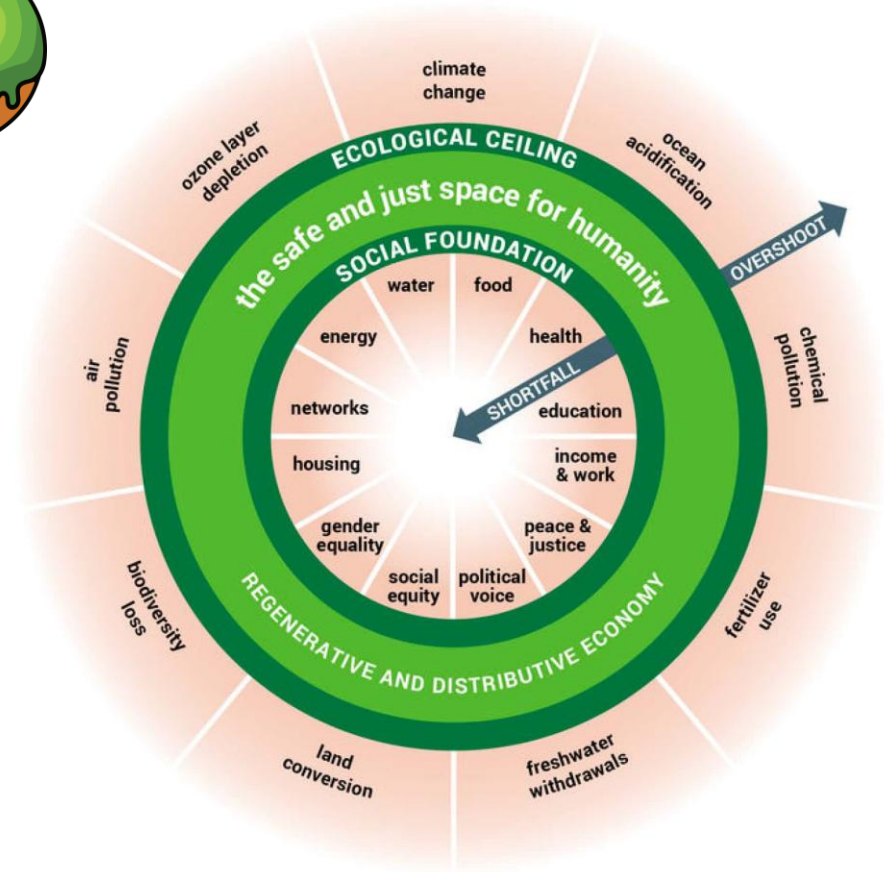 climate
change
ocean
acidification
OVERSHOOT
chemical
pollution
fertilizer
use
freshwater
withdrawals
land
conversion
biodiversity
loss
air
pollution
ozone layer
depletion
ECOLOGICAL CEILING
the safe and just space for humanity
SOCIAL FOUNDATION
water
food
health
SHORTFALL
education
income
& work
peace &
justice
political
voice
social
equity
gender
equality
housing
networks
energy
REGENERATIVE AND DISTRIBUTIVE ECONOMY